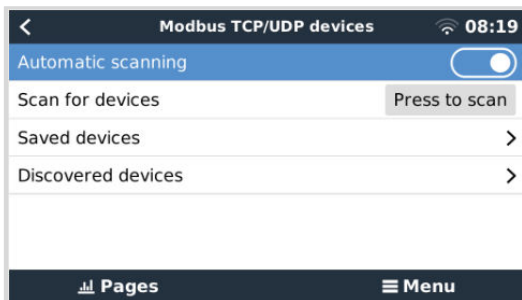 Modbus TCP/UDP devices 08:19
Automatic scanning
Scan for devices Press to scan
Saved devices
Discovered devices
Pages Menu